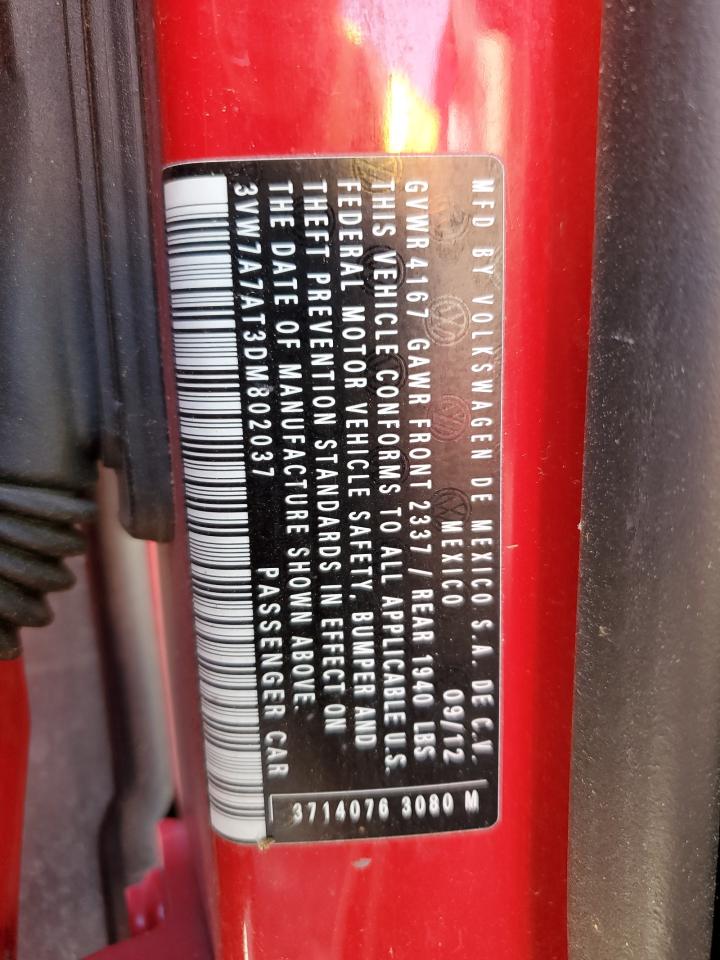 MFD BY VOLKSWAGEN DE MEXICO S.A. DE C.V.
MEXICO 09/12
GVWR4167 GAWR FRONT 2337 / REAR 1940 LBS
THIS VEHICLE CONFORMS TO ALL APPLICABLE U.S.
FEDERAL MOTOR VEHICLE SAFETY, BUMPER AND
THEFT PREVENTION STANDARDS IN EFFECT ON
THE DATE OF MANUFACTURE SHOWN ABOVE.
3VW7A7AT3DM802037 PASSENGER CAR
3714076 3080 M